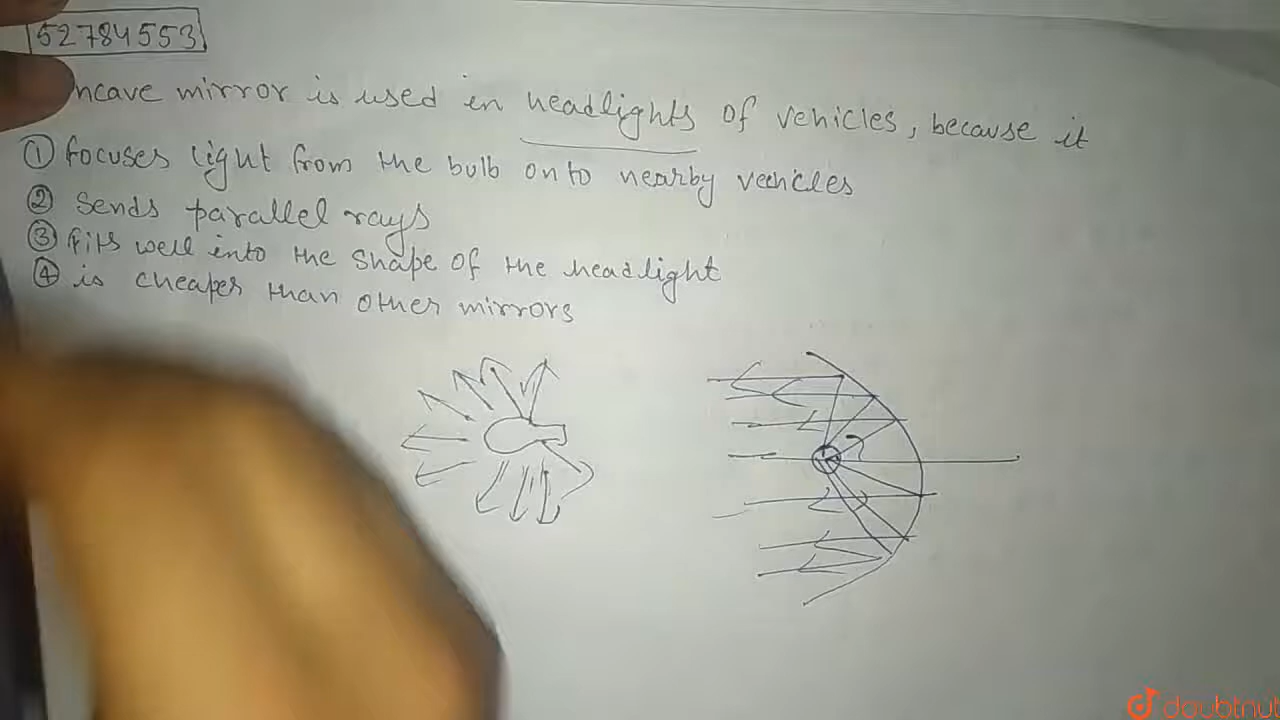 52784553
ncave mirror is used in headlights of vehicles, because it
① focuses light from the bulb onto nearby vehicles
② Sends parallel rays
③ fits well into the shape of the headlight
④ is cheaper than other mirrors
doubtnut